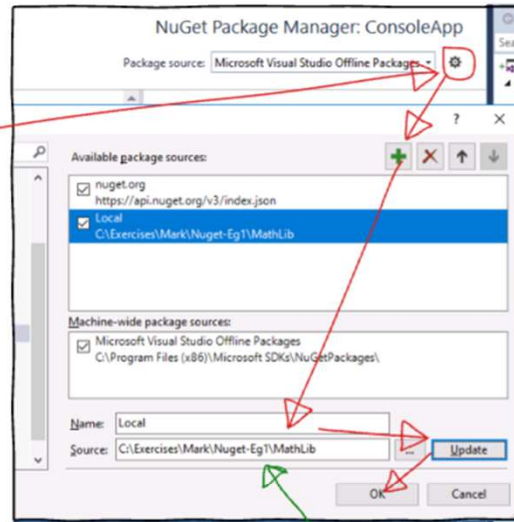 NuGet Package Manager: ConsoleApp
Package source: Microsoft Visual Studio Offline Packages
Sea
? ×
Available package sources:
nuget.org
https://api.nuget.org/v3/index.json
Local
C:\Exercises\Mark\Nuget-Eg1\MathLib
Machine-wide package sources:
Microsoft Visual Studio Offline Packages
C:\Program Files (x86)\Microsoft SDKs\NuGetPackages\
Name: Local
Source: C:\Exercises\Mark\Nuget-Eg1\MathLib ... Update
OK Cancel